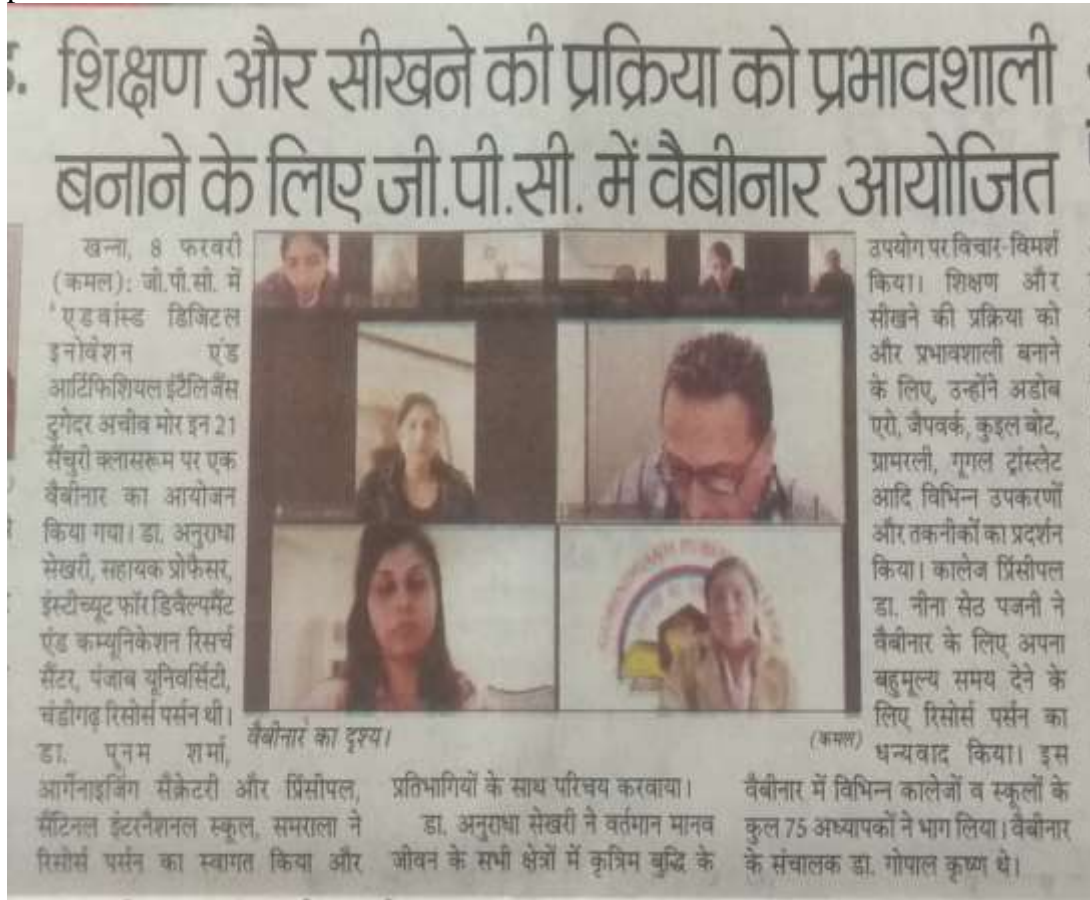 शिक्षण और सीखने की प्रक्रिया को प्रभावशाली
बनाने के लिए जी.पी.सी. में वैबीनार आयोजित
खन्ना, 8 फरवरी
(कमल): जी.पी.सी. में
'एडवांस्ड डिजिटल
इनोवेशन एंड
आर्टिफिशियल इंटैलिजैंस
टुगेदर अचीव मोर इन 21
सैंचुरी क्लासरूम पर एक
वैबीनार का आयोजन
किया गया। डा. अनुराधा
सेखरी, सहायक प्रोफैसर,
इंस्टीच्यूट फॉर डिवैल्पमैंट
एंड कम्यूनिकेशन रिसर्च
सैंटर, पंजाब यूनिवर्सिटी,
चंडीगढ़ रिसोर्स पर्सन थी।
डा. पूनम शर्मा,
आर्गेनाइजिंग सैक्रेटरी और प्रिंसीपल,
सैंटिनल इंटरनैशनल स्कूल, समराला ने
रिसोर्स पर्सन का स्वागत किया और
वैबीनार का दृश्य।
(कमल)
प्रतिभागियों के साथ परिचय करवाया।
डा. अनुराधा सेखरी ने वर्तमान मानव
जीवन के सभी क्षेत्रों में कृत्रिम बुद्धि के
उपयोग पर विचार-विमर्श
किया। शिक्षण और
सीखने की प्रक्रिया को
और प्रभावशाली बनाने
के लिए, उन्होंने अडोब
एरो, जैपवर्क, कुइल बोट,
ग्रामरली, गूगल ट्रांस्लेट
आदि विभिन्न उपकरणों
और तकनीकों का प्रदर्शन
किया। कालेज प्रिंसीपल
डा. नीना सेठ पजनी ने
वैबीनार के लिए अपना
बहुमूल्य समय देने के
लिए रिसोर्स पर्सन का
धन्यवाद किया। इस
वैबीनार में विभिन्न कालेजों व स्कूलों के
कुल 75 अध्यापकों ने भाग लिया। वैबीनार
के संचालक डा. गोपाल कृष्ण थे।